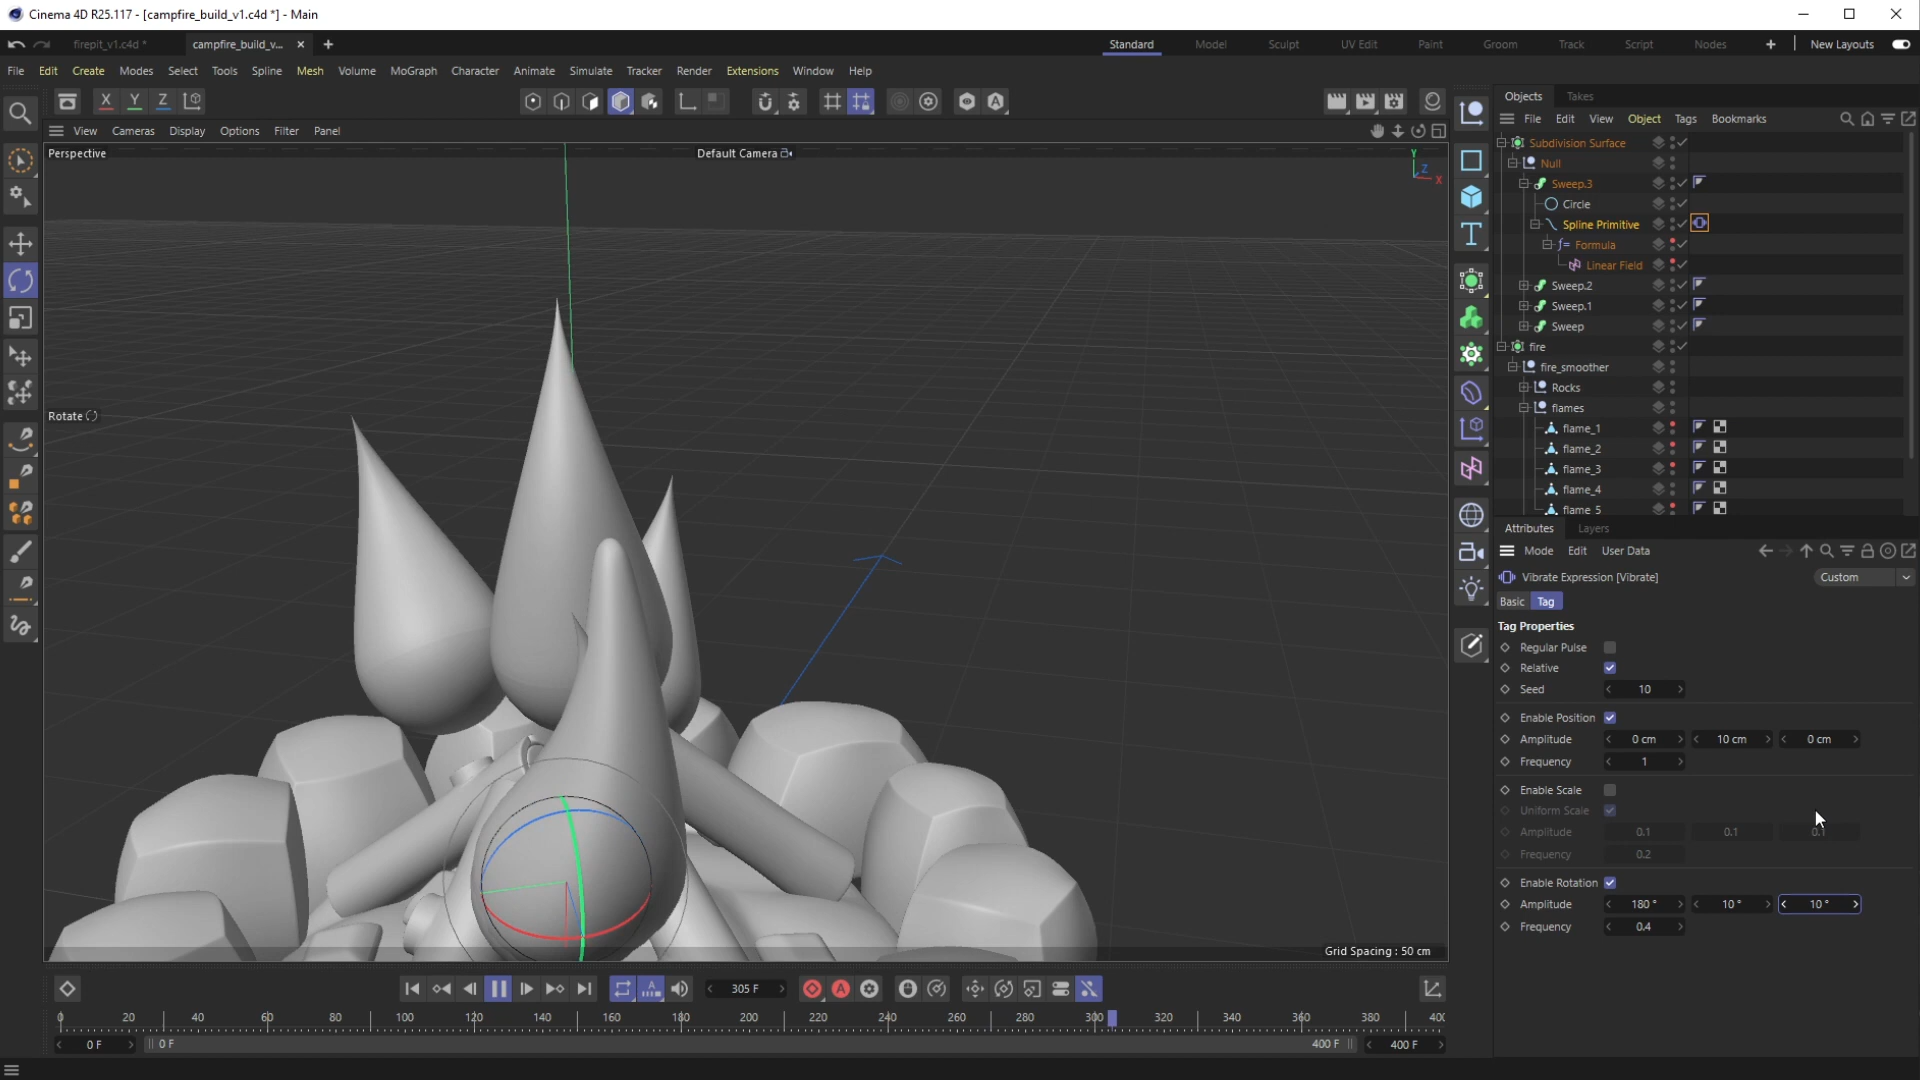 Cinema 4D R25.117 - [campfire_build_v1.c4d *] - Main
firepit_v1.c4d *
campfire_build_v...
Standard
Model
Sculpt
UV Edit
Paint
Groom
Track
Script
Nodes
New Layouts
File Edit Create Modes Select Tools Spline Mesh Volume MoGraph Character Animate Simulate Tracker Render Extensions Window Help
X Y Z
View Cameras Display Options Filter Panel
Perspective
Default Camera
Y
Z
X
Rotate
Grid Spacing : 50 cm
Objects Takes
File Edit View Object Tags Bookmarks
Subdivision Surface
Null
Sweep.3
Circle
Spline Primitive
Formula
Linear Field
Sweep.2
Sweep.1
Sweep
fire
fire_smoother
Rocks
flames
flame_1
flame_2
flame_3
flame_4
flame_5
Attributes Layers
Mode Edit User Data
Vibrate Expression [Vibrate]
Custom
Basic Tag
Tag Properties
Regular Pulse
Relative
Seed 10
Enable Position
Amplitude 0 cm 10 cm 0 cm
Frequency 1
Enable Scale
Uniform Scale
Amplitude 0.1 0.1 0.1
Frequency 0.2
Enable Rotation
Amplitude 180 ° 10 ° 10 °
Frequency 0.4
305 F
0 20 40 60 80 100 120 140 160 180 200 220 240 260 280 300 320 340 360 380 400
0 F 0 F 400 F 400 F